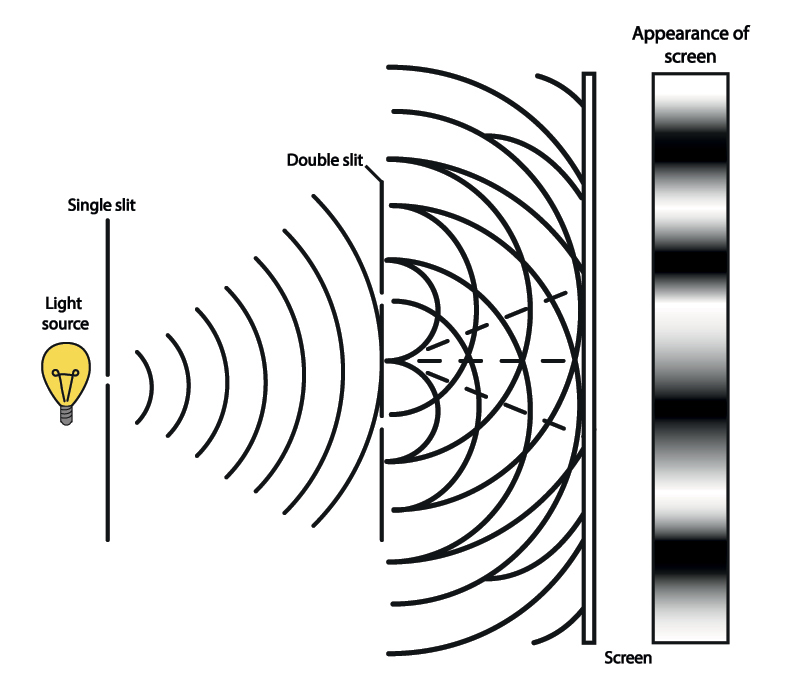 Appearance of
screen
Double slit
Single slit
Light
source
Screen